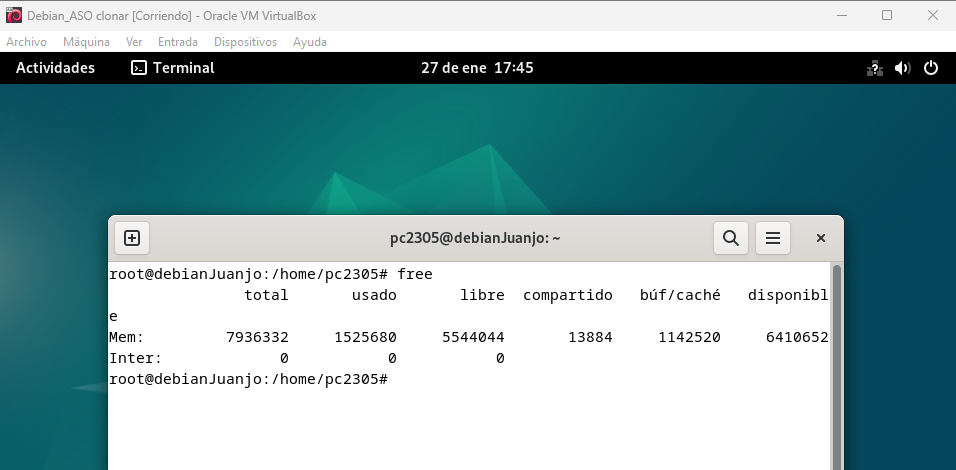 Debian_ASO clonar [Corriendo] - Oracle VM VirtualBox
Archivo Máquina Ver Entrada Dispositivos Ayuda
Actividades Terminal 27 de ene 17:45
pc2305@debianJuanjo: ~
root@debianJuanjo:/home/pc2305# free
total usado libre compartido búf/caché disponibl
e
Mem: 7936332 1525680 5544044 13884 1142520 6410652
Inter: 0 0 0
root@debianJuanjo:/home/pc2305#